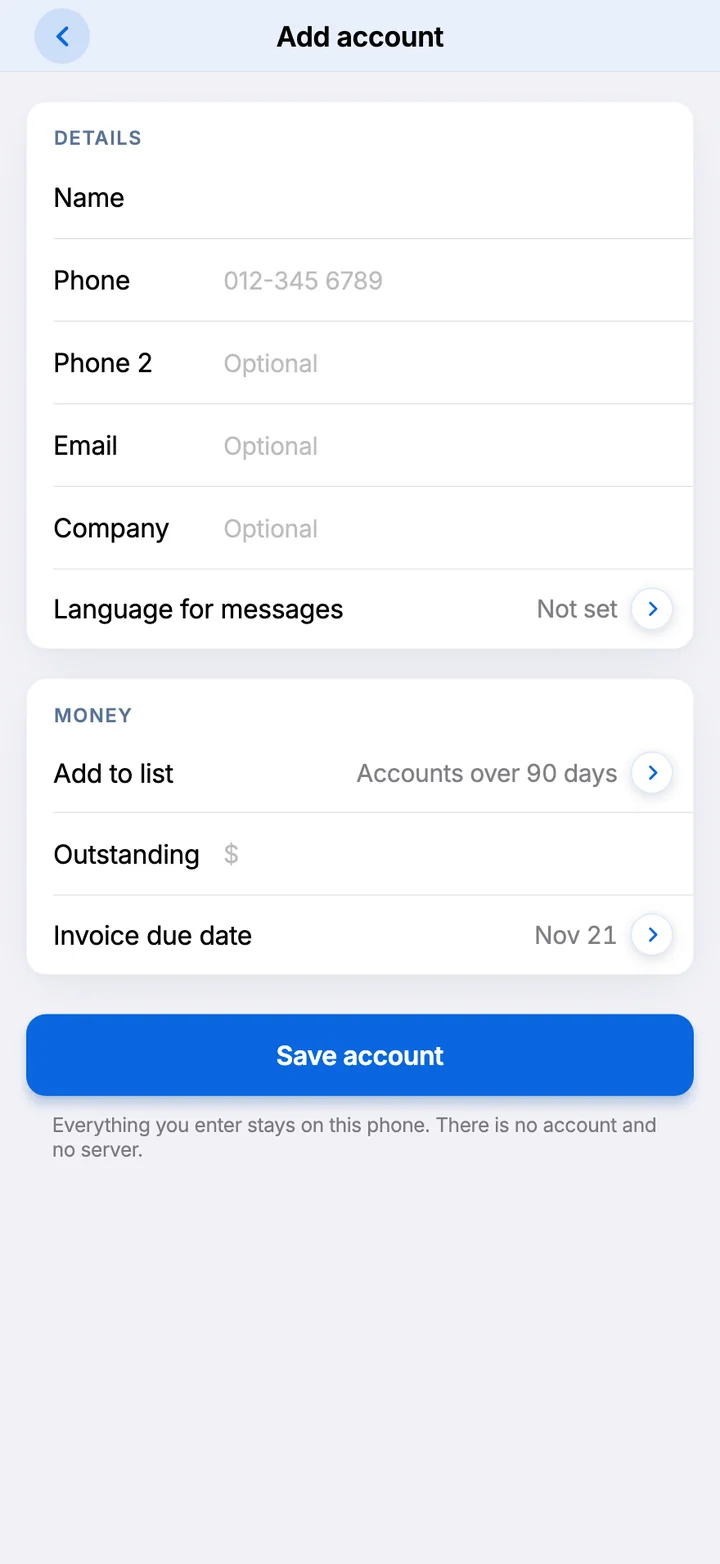 Add account
DETAILS
Name
Phone 012-345 6789
Phone 2 Optional
Email Optional
Company Optional
Language for messages Not set
MONEY
Add to list Accounts over 90 days
Outstanding $
Invoice due date Nov 21
Save account
Everything you enter stays on this phone. There is no account and
no server.